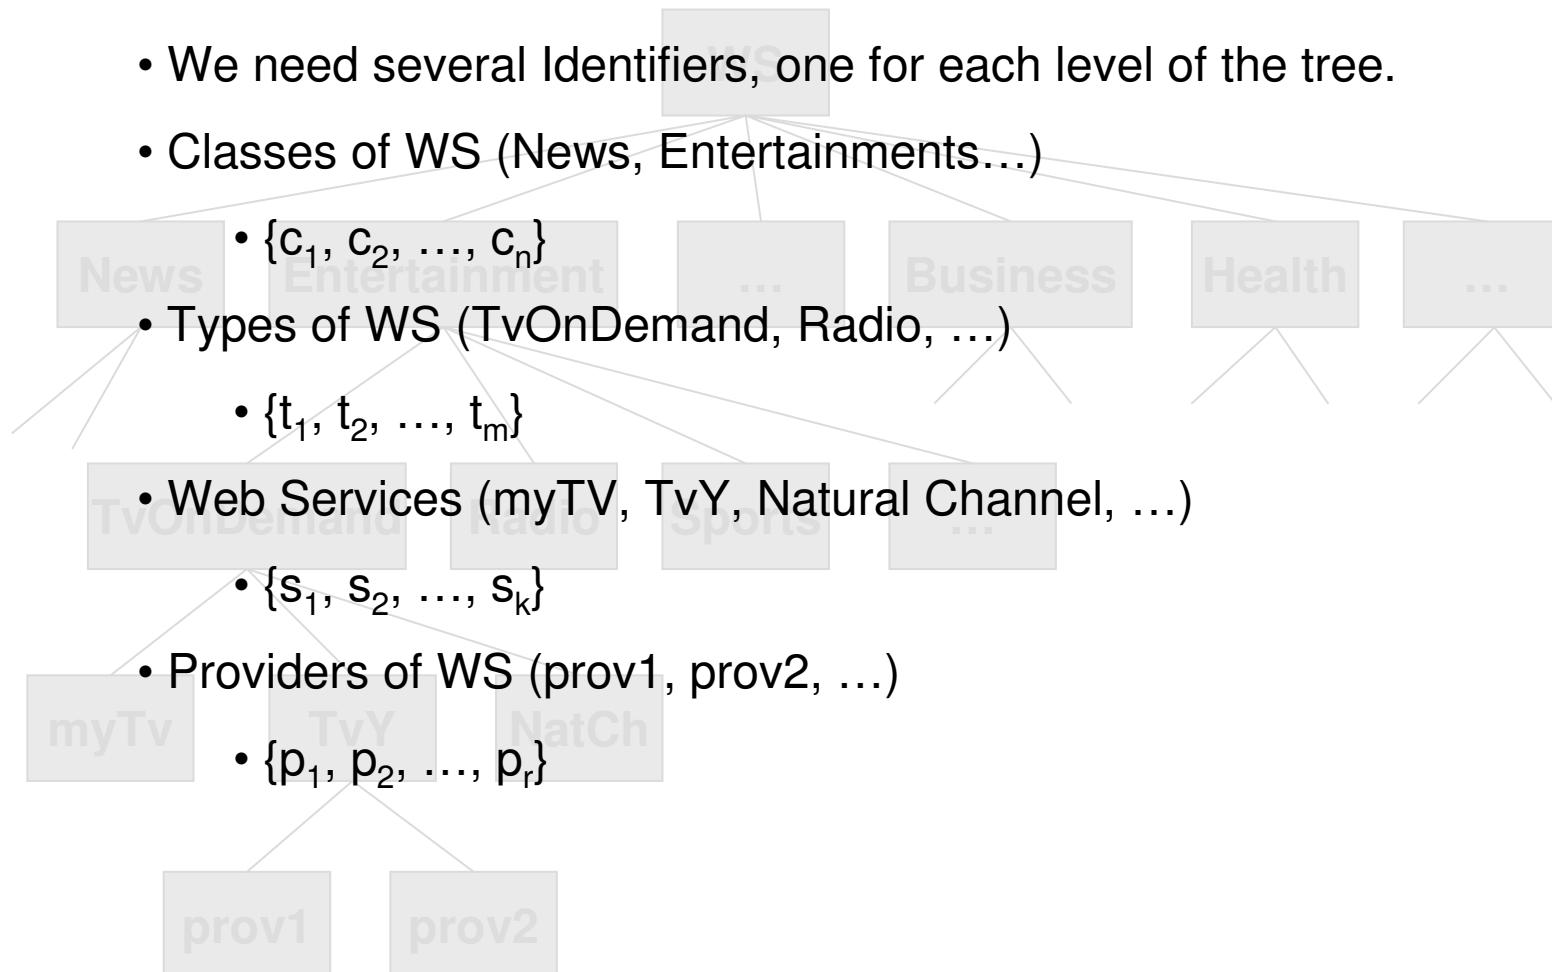 WS
• We need several Identifiers, one for each level of the tree.
• Classes of WS (News, Entertainments…)
• {c1, c2, …, cn}
News Entertainment … Business Health …
• Types of WS (TvOnDemand, Radio, …)
• {t1, t2, …, tm}
• Web Services (myTV, TvY, Natural Channel, …)
TvOnDemand Radio Sports …
• {s1, s2, …, sk}
• Providers of WS (prov1, prov2, …)
myTv TvY NatCh
• {p1, p2, …, pr}
prov1 prov2